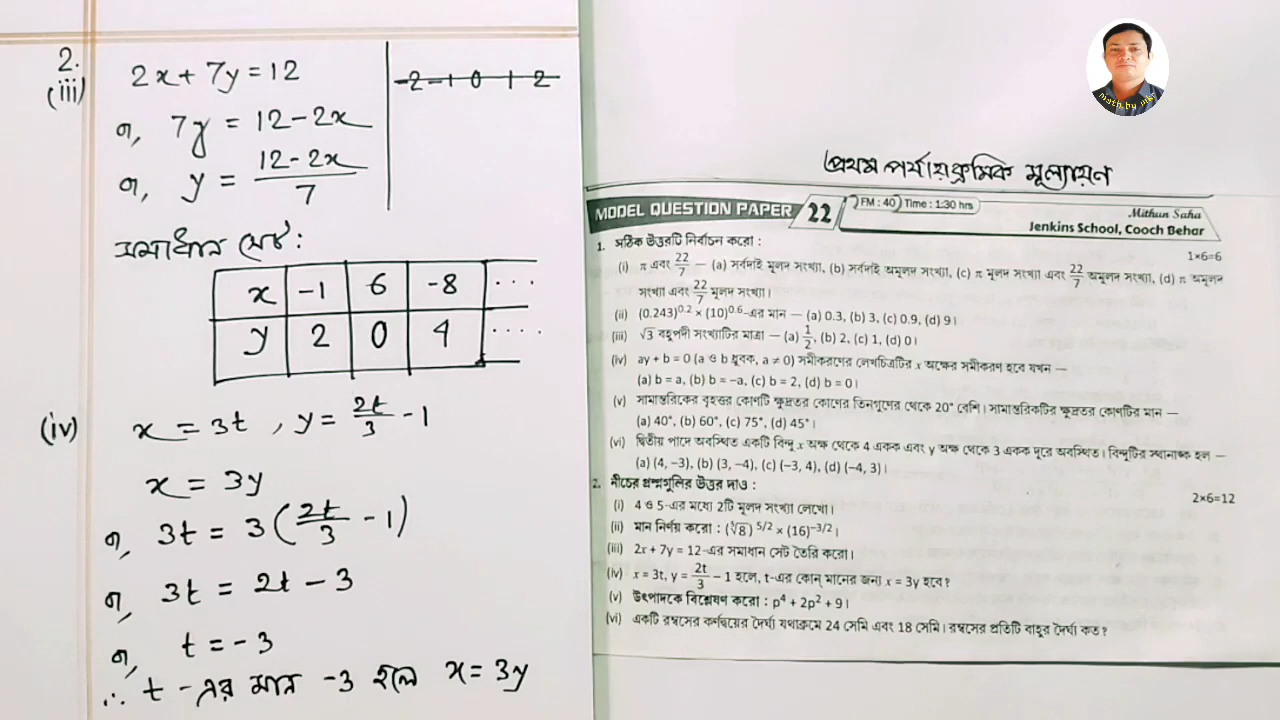 2.
(iii) 2x + 7y = 12
বা, 7y = 12 - 2x
বা, y = \frac{12 - 2x}{7}
-2 -1 0 1 2
সমাধান সেট :
x -1 6 -8 ....
y 2 0 4 ....
(iv) x = 3t , y = \frac{2t}{3} - 1
x = 3y
বা, 3t = 3(\frac{2t}{3} - 1)
বা, 3t = 2t - 3
বা, t = -3
∴ t -এর মান -3 হলে x = 3y
math by mbr
প্রথম পর্যায়ক্রমিক মূল্যায়ণ
MODEL QUESTION PAPER 22 FM : 40 Time : 1:30 hrs
Mithun Saha
Jenkins School, Cooch Behar
1. সঠিক উত্তরটি নির্বাচন করো : 1×6=6
(i) π এবং \frac{22}{7} — (a) সর্বদাই মূলদ সংখ্যা, (b) সর্বদাই অমূলদ সংখ্যা, (c) π মূলদ সংখ্যা এবং \frac{22}{7} অমূলদ সংখ্যা, (d) π অমূলদ
সংখ্যা এবং \frac{22}{7} মূলদ সংখ্যা।
(ii) (0.243)^{0.2} × (10)^{0.6}-এর মান — (a) 0.3, (b) 3, (c) 0.9, (d) 9।
(iii) √3 বহুপদী সংখ্যাটির মাত্রা — (a) \frac{1}{2}, (b) 2, (c) 1, (d) 0।
(iv) ay + b = 0 (a ও b ধ্রুবক, a ≠ 0) সমীকরণের লেখচিত্রটির x অক্ষের সমীকরণ হবে যখন —
(a) b = a, (b) b = -a, (c) b = 2, (d) b = 0।
(v) সামান্তরিকের বৃহত্তর কোণটি ক্ষুদ্রতর কোণের তিনগুণের থেকে 20° বেশি। সামান্তরিকটির ক্ষুদ্রতর কোণটির মান —
(a) 40°, (b) 60°, (c) 75°, (d) 45°।
(vi) দ্বিতীয় পাদে অবস্থিত একটি বিন্দু x অক্ষ থেকে 4 একক এবং y অক্ষ থেকে 3 একক দূরে অবস্থিত। বিন্দুটির স্থানাঙ্ক হল —
(a) (4, -3), (b) (3, -4), (c) (-3, 4), (d) (-4, 3)।
2. নীচের প্রশ্নগুলির উত্তর দাও : 2×6=12
(i) 4 ও 5-এর মধ্যে 2টি মূলদ সংখ্যা লেখো।
(ii) মান নির্ণয় করো : (∛8)^{5/2} × (16)^{-3/2}।
(iii) 2x + 7y = 12-এর সমাধান সেট তৈরি করো।
(iv) x = 3t, y = \frac{2t}{3} - 1 হলে, t-এর কোন্ মানের জন্য x = 3y হবে?
(v) উৎপাদকে বিশ্লেষণ করো : p⁴ + 2p² + 9।
(vi) একটি রম্বসের কর্ণদ্বয়ের দৈর্ঘ্য যথাক্রমে 24 সেমি এবং 18 সেমি। রম্বসের প্রতিটি বাহুর দৈর্ঘ্য কত?